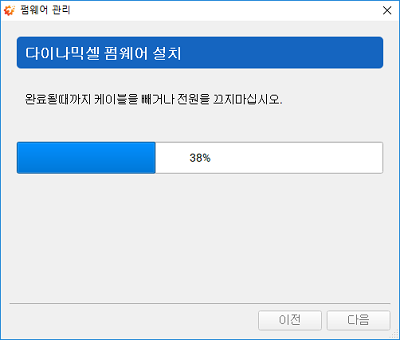 펌웨어 관리
다이나믹셀 펌웨어 설치
완료될때까지 케이블을 빼거나 전원을 끄지마십시오.
38%
이전
다음